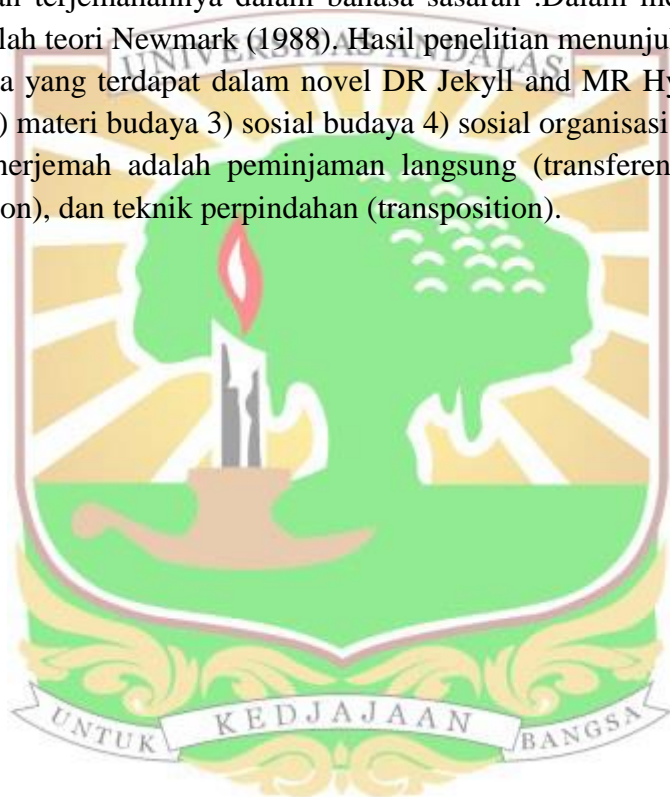 terjemahannya dalam bahasa sasaran .Dalam
lah teori Newmark (1988). Hasil penelitian
a yang terdapat dalam novel DR Jekyll and MR
) materi budaya 3) sosial budaya 4) sosial organisasi
nerjemah adalah peminjaman langsung (transferen
on), dan teknik perpindahan (transposition).
UNIVERSITAS ANDALAS
UNTUK KEDJAJAAN BANGSA